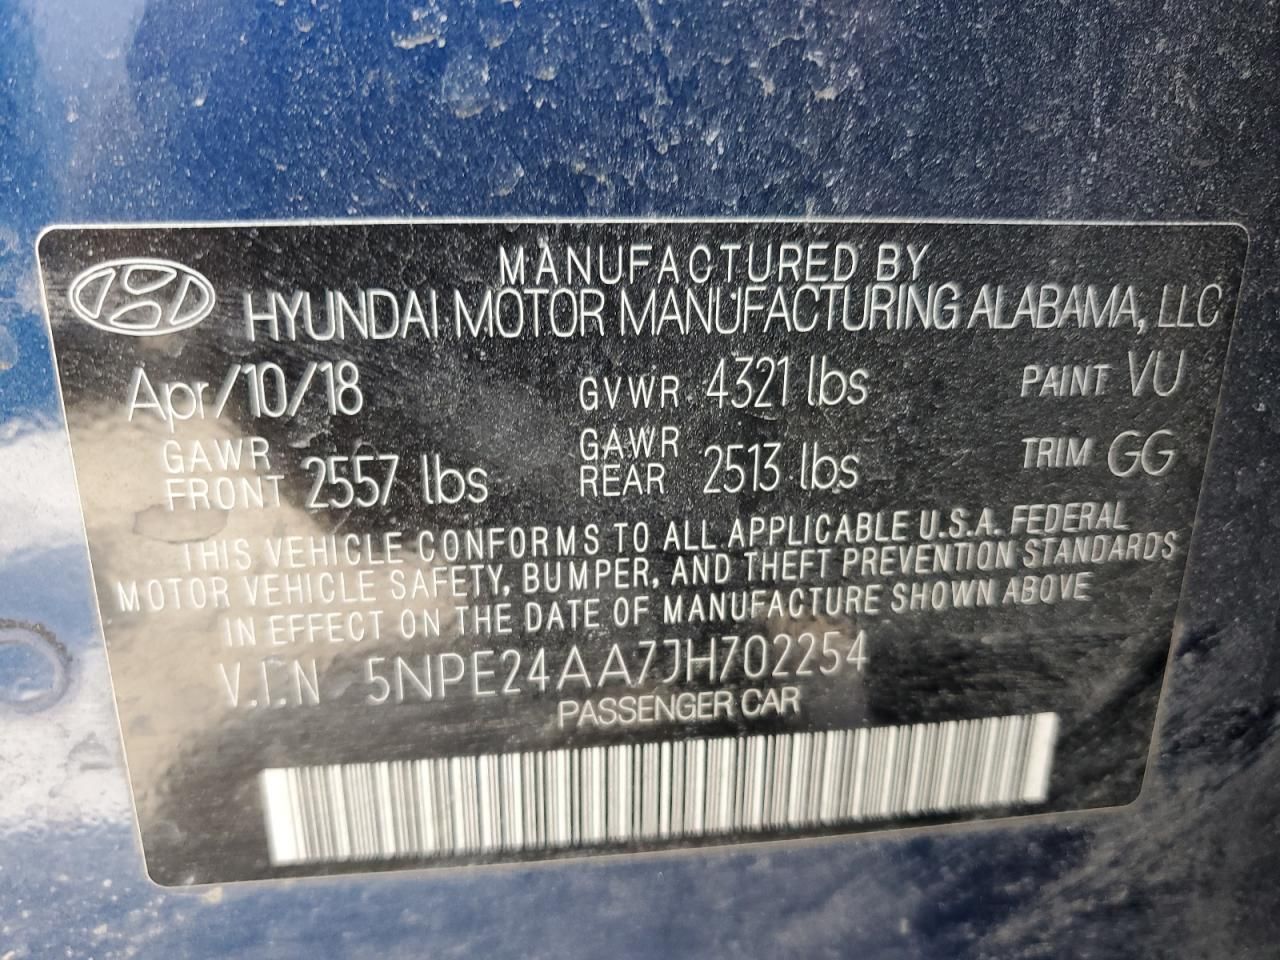 MANUFACTURED BY
HYUNDAI MOTOR MANUFACTURING ALABAMA, LLC
Apr/10/18 GVWR 4321 lbs PAINT VU
GAWR FRONT 2557 lbs GAWR REAR 2513 lbs TRIM GG
THIS VEHICLE CONFORMS TO ALL APPLICABLE U.S.A. FEDERAL
MOTOR VEHICLE SAFETY, BUMPER, AND THEFT PREVENTION STANDARDS
IN EFFECT ON THE DATE OF MANUFACTURE SHOWN ABOVE
V.I.N 5NPE24AA7JH702254
PASSENGER CAR